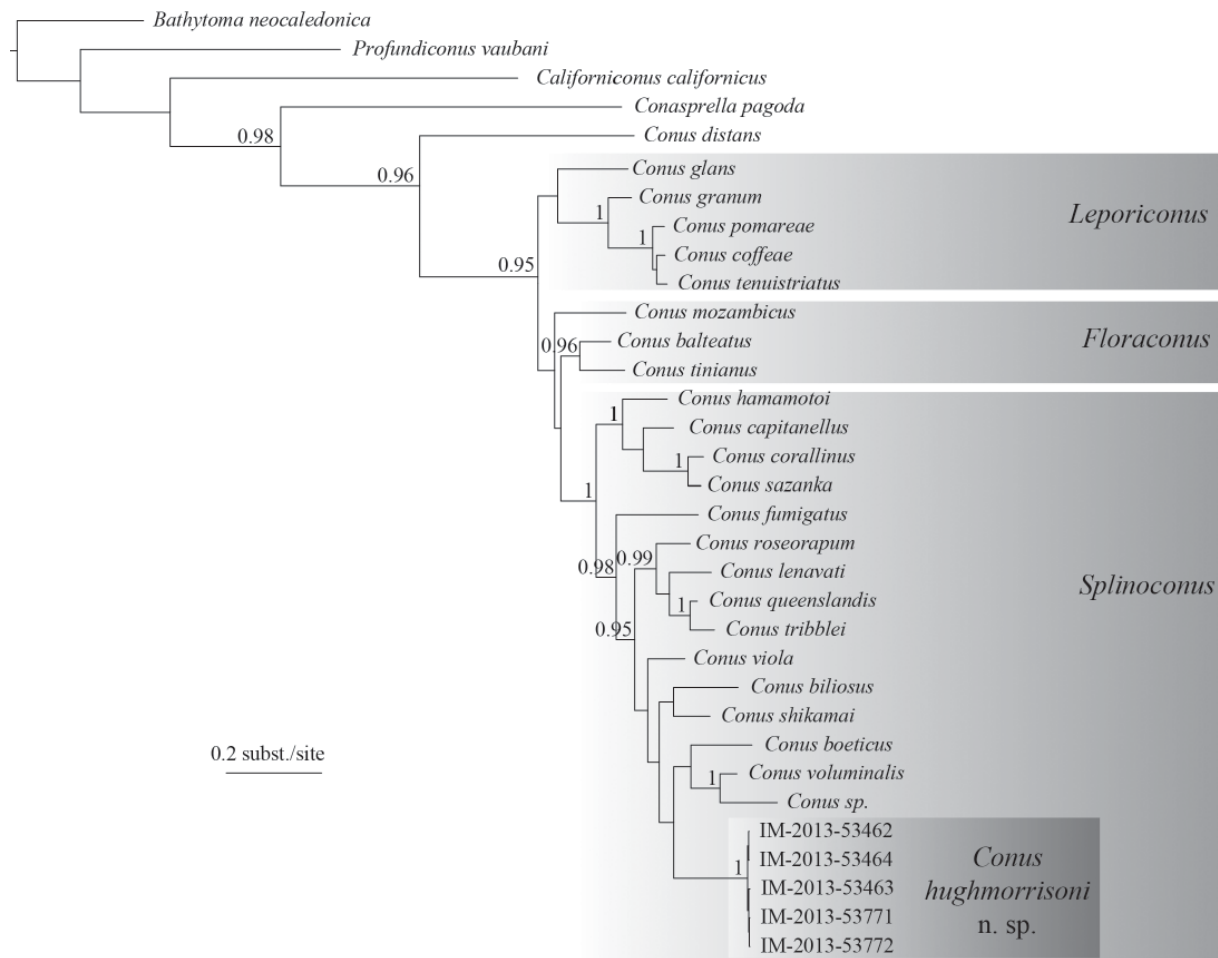 Bathytoma neocaledonica
Profundiconus vaubani
Californiconus californicus
Conasprella pagoda
0.98
Conus distans
0.96
Conus glans
Conus granum
1
Leporiconus
Conus pomareae
1
Conus coffeae
0.95
Conus tenuistriatus
Conus mozambicus
Floraconus
0.96
Conus balteatus
Conus tinianus
Conus hamamotoi
1
Conus capitanellus
Conus corallinus
1
Conus sazanka
1
Conus fumigatus
Conus roseorapum
0.98
0.99
Conus lenavati
Splinoconus
Conus queenslandis
1
Conus tribblei
0.95
Conus viola
Conus biliosus
Conus shikamai
Conus boeticus
0.2 subst./site
Conus voluminalis
1
Conus sp.
IM-2013-53462
IM-2013-53464
1
IM-2013-53463
IM-2013-53771
IM-2013-53772
Conus
hughmorrisoni
n. sp.